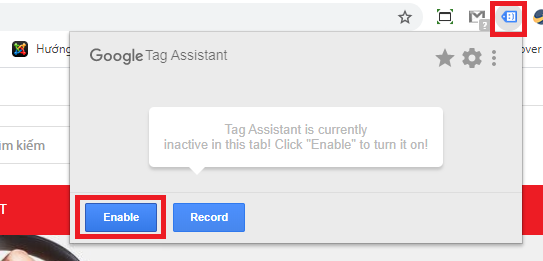 Hướng
over
Google Tag Assistant
Tag Assistant is currently
inactive in this tab! Click "Enable" to turn it on!
m kiếm
T
Enable
Record